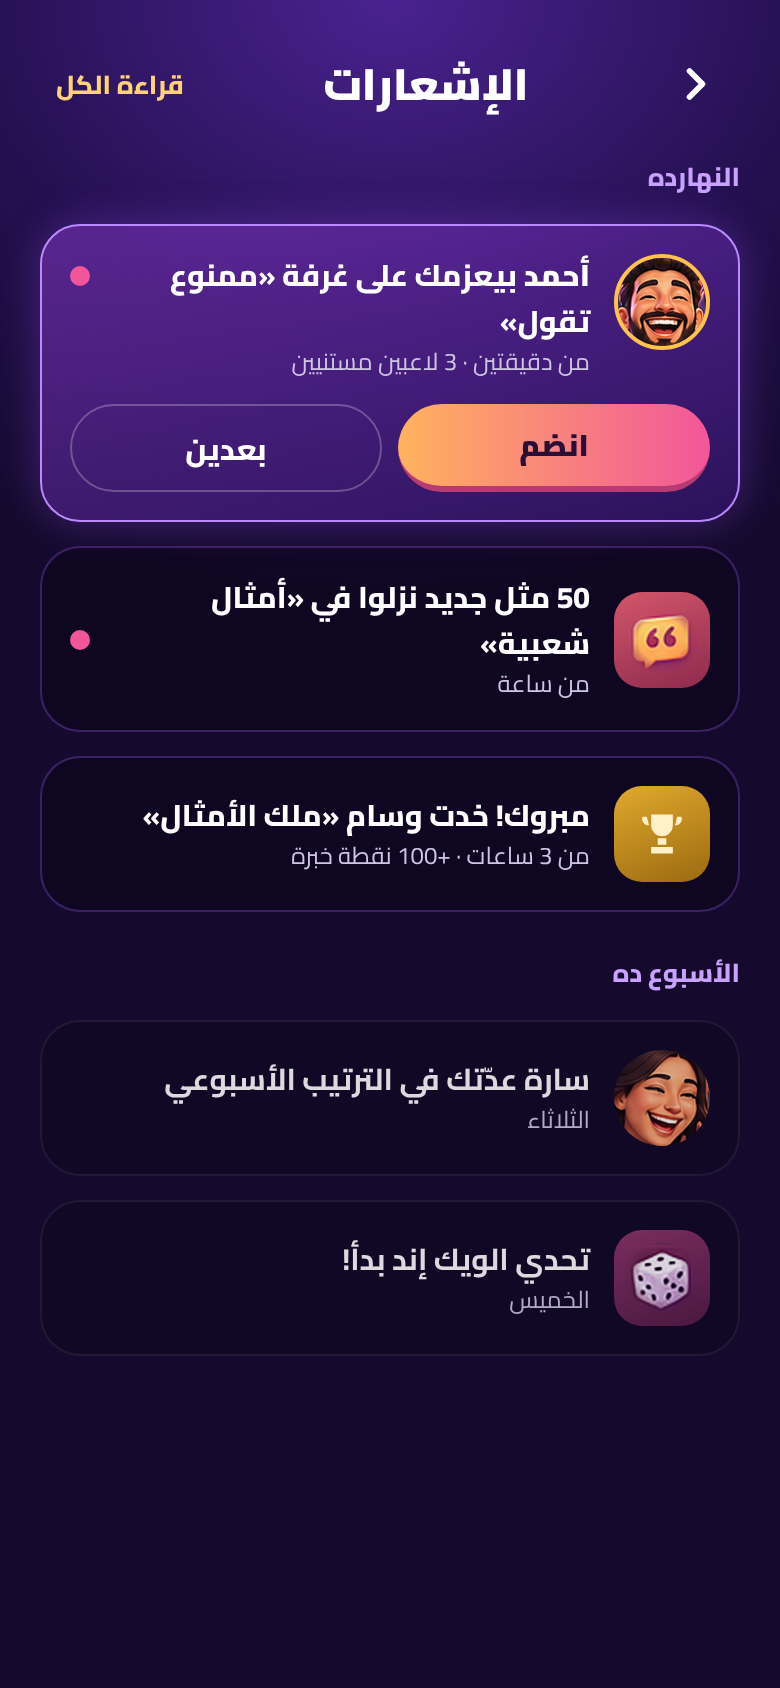 الإشعارات
قراءة الكل
النهارده
أحمد بيعزمك على غرفة «ممنوع
تقول»
من دقيقتين · 3 لاعبين مستنيين
انضم
بعدين
50 مثل جديد نزلوا في «أمثال
شعبية»
من ساعة
مبروك! خدت وسام «ملك الأمثال»
من 3 ساعات · +100 نقطة خبرة
الأسبوع ده
سارة عدّتك في الترتيب الأسبوعي
الثلاثاء
تحدي الويك إند بدأ!
الخميس